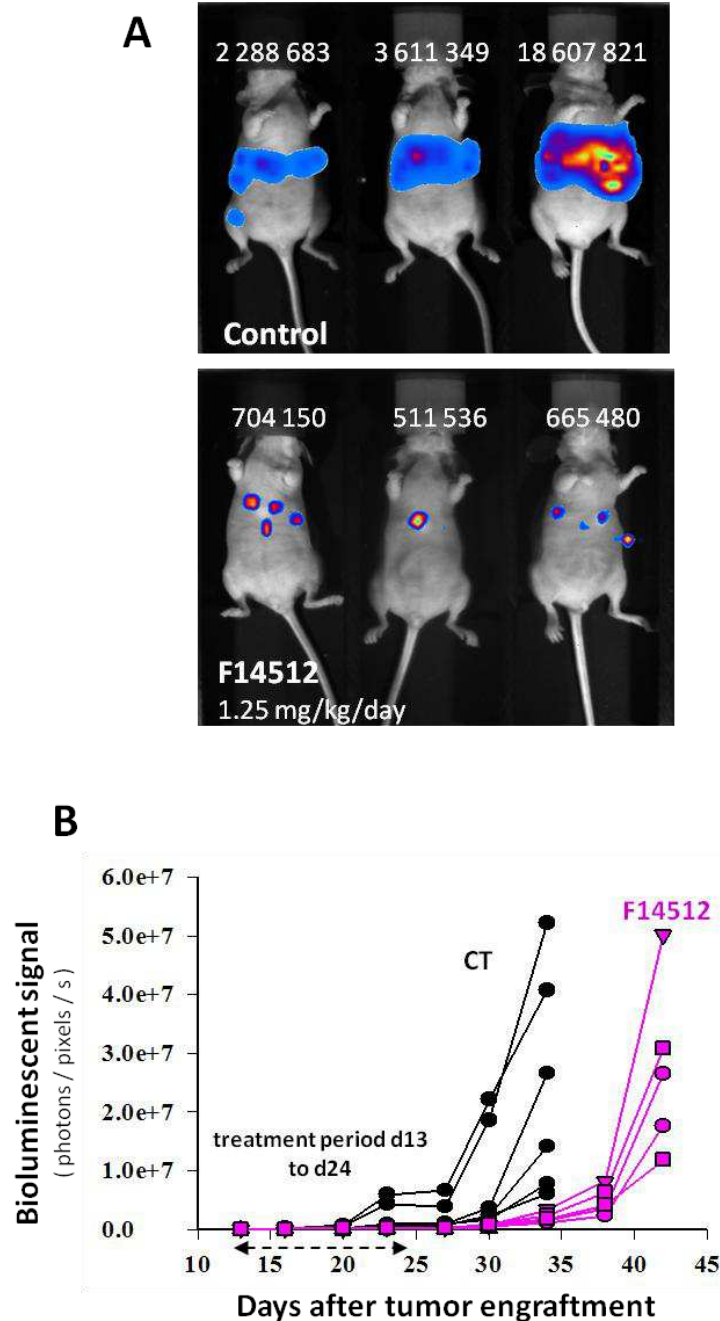 A
2 288 683 3 611 349 18 607 821
Control
704 150 511 536 665 480
F14512
1.25 mg/kg/day
B
Bioluminescent signal
( photons / pixels / s )
6.0e+7
5.0e+7
4.0e+7
3.0e+7
2.0e+7
1.0e+7
0.0
CT
F14512
treatment period d13
to d24
10 15 20 25 30 35 40 45
Days after tumor engraftment